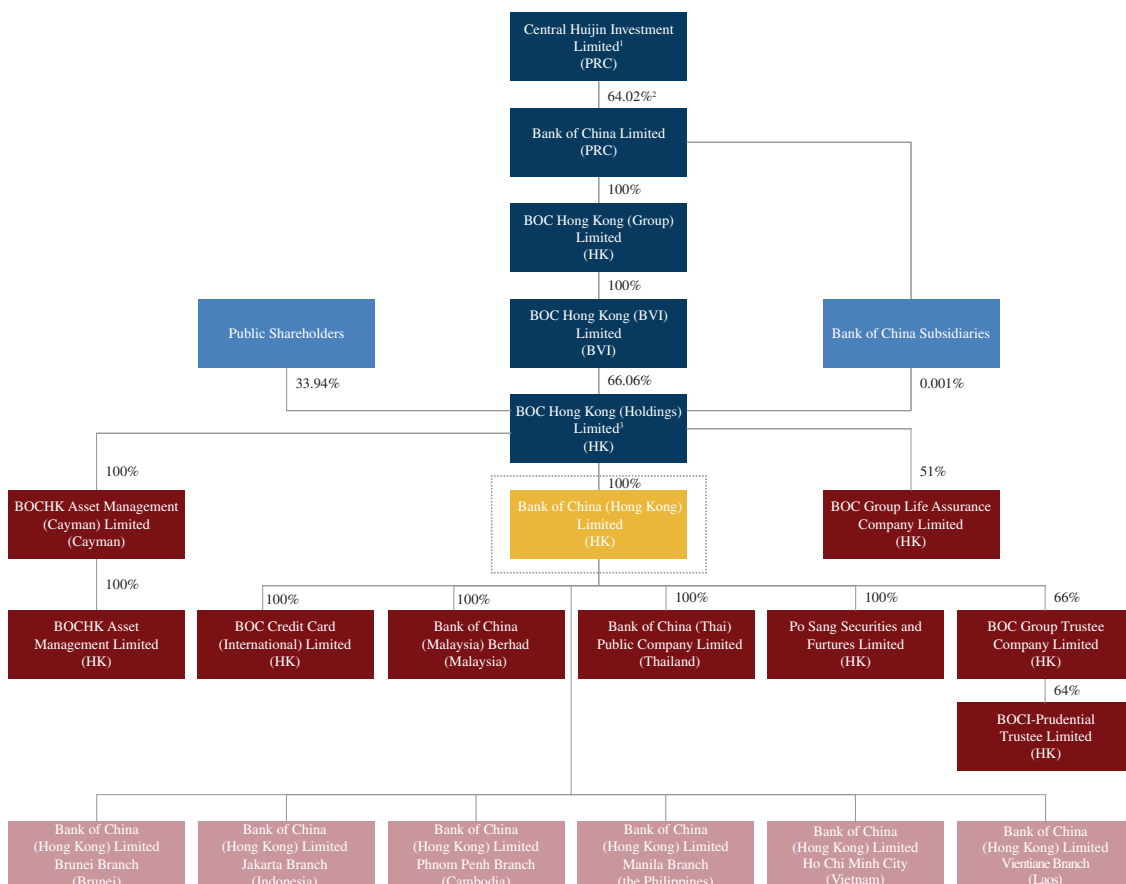 Central Huijin Investment
Limited¹
(PRC)
64.02%²
Bank of China Limited
(PRC)
100%
BOC Hong Kong (Group)
Limited
(HK)
100%
Public Shareholders
BOC Hong Kong (BVI)
Limited
(BVI)
Bank of China Subsidiaries
33.94%
66.06%
0.001%
BOC Hong Kong (Holdings)
Limited³
(HK)
100%
100%
51%
BOCHK Asset Management
(Cayman) Limited
(Cayman)
Bank of China (Hong Kong)
Limited
(HK)
BOC Group Life Assurance
Company Limited
(HK)
100%
100%
100%
100%
100%
66%
BOCHK Asset
Management Limited
(HK)
BOC Credit Card
(International) Limited
(HK)
Bank of China
(Malaysia) Berhad
(Malaysia)
Bank of China (Thai)
Public Company Limited
(Thailand)
Po Sang Securities and
Furtures Limited
(HK)
BOC Group Trustee
Company Limited
(HK)
64%
BOCI-Prudential
Trustee Limited
(HK)
Bank of China
(Hong Kong) Limited
Brunei Branch
(Brunei)
Bank of China
(Hong Kong) Limited
Jakarta Branch
(Indonesia)
Bank of China
(Hong Kong) Limited
Phnom Penh Branch
(Cambodia)
Bank of China
(Hong Kong) Limited
Manila Branch
(the Philippines)
Bank of China
(Hong Kong) Limited
Ho Chi Minh City
(Vietnam)
Bank of China
(Hong Kong) Limited
Vientiane Branch
(Laos)